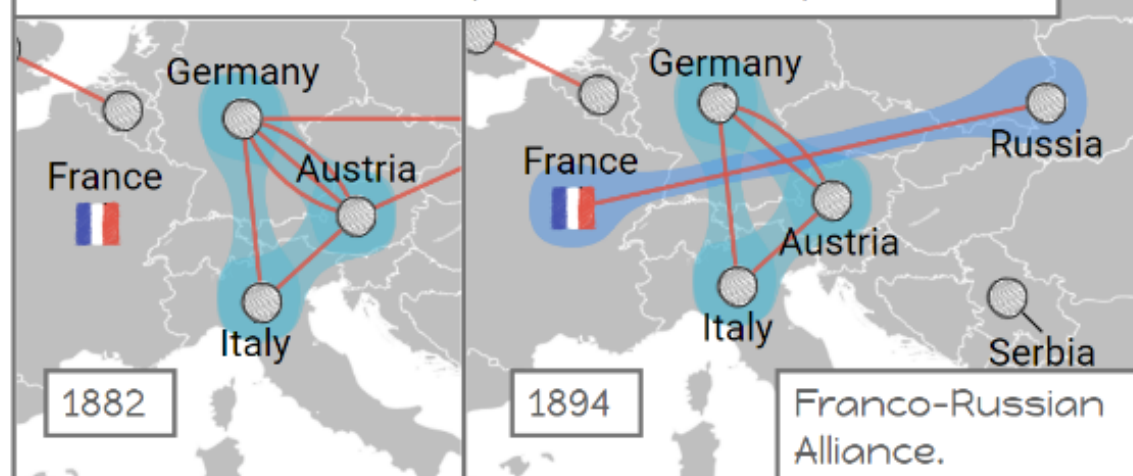 Germany
Austria
France
Italy
1882
Germany
France
Russia
Austria
Italy
Serbia
1894
Franco-Russian
Alliance.